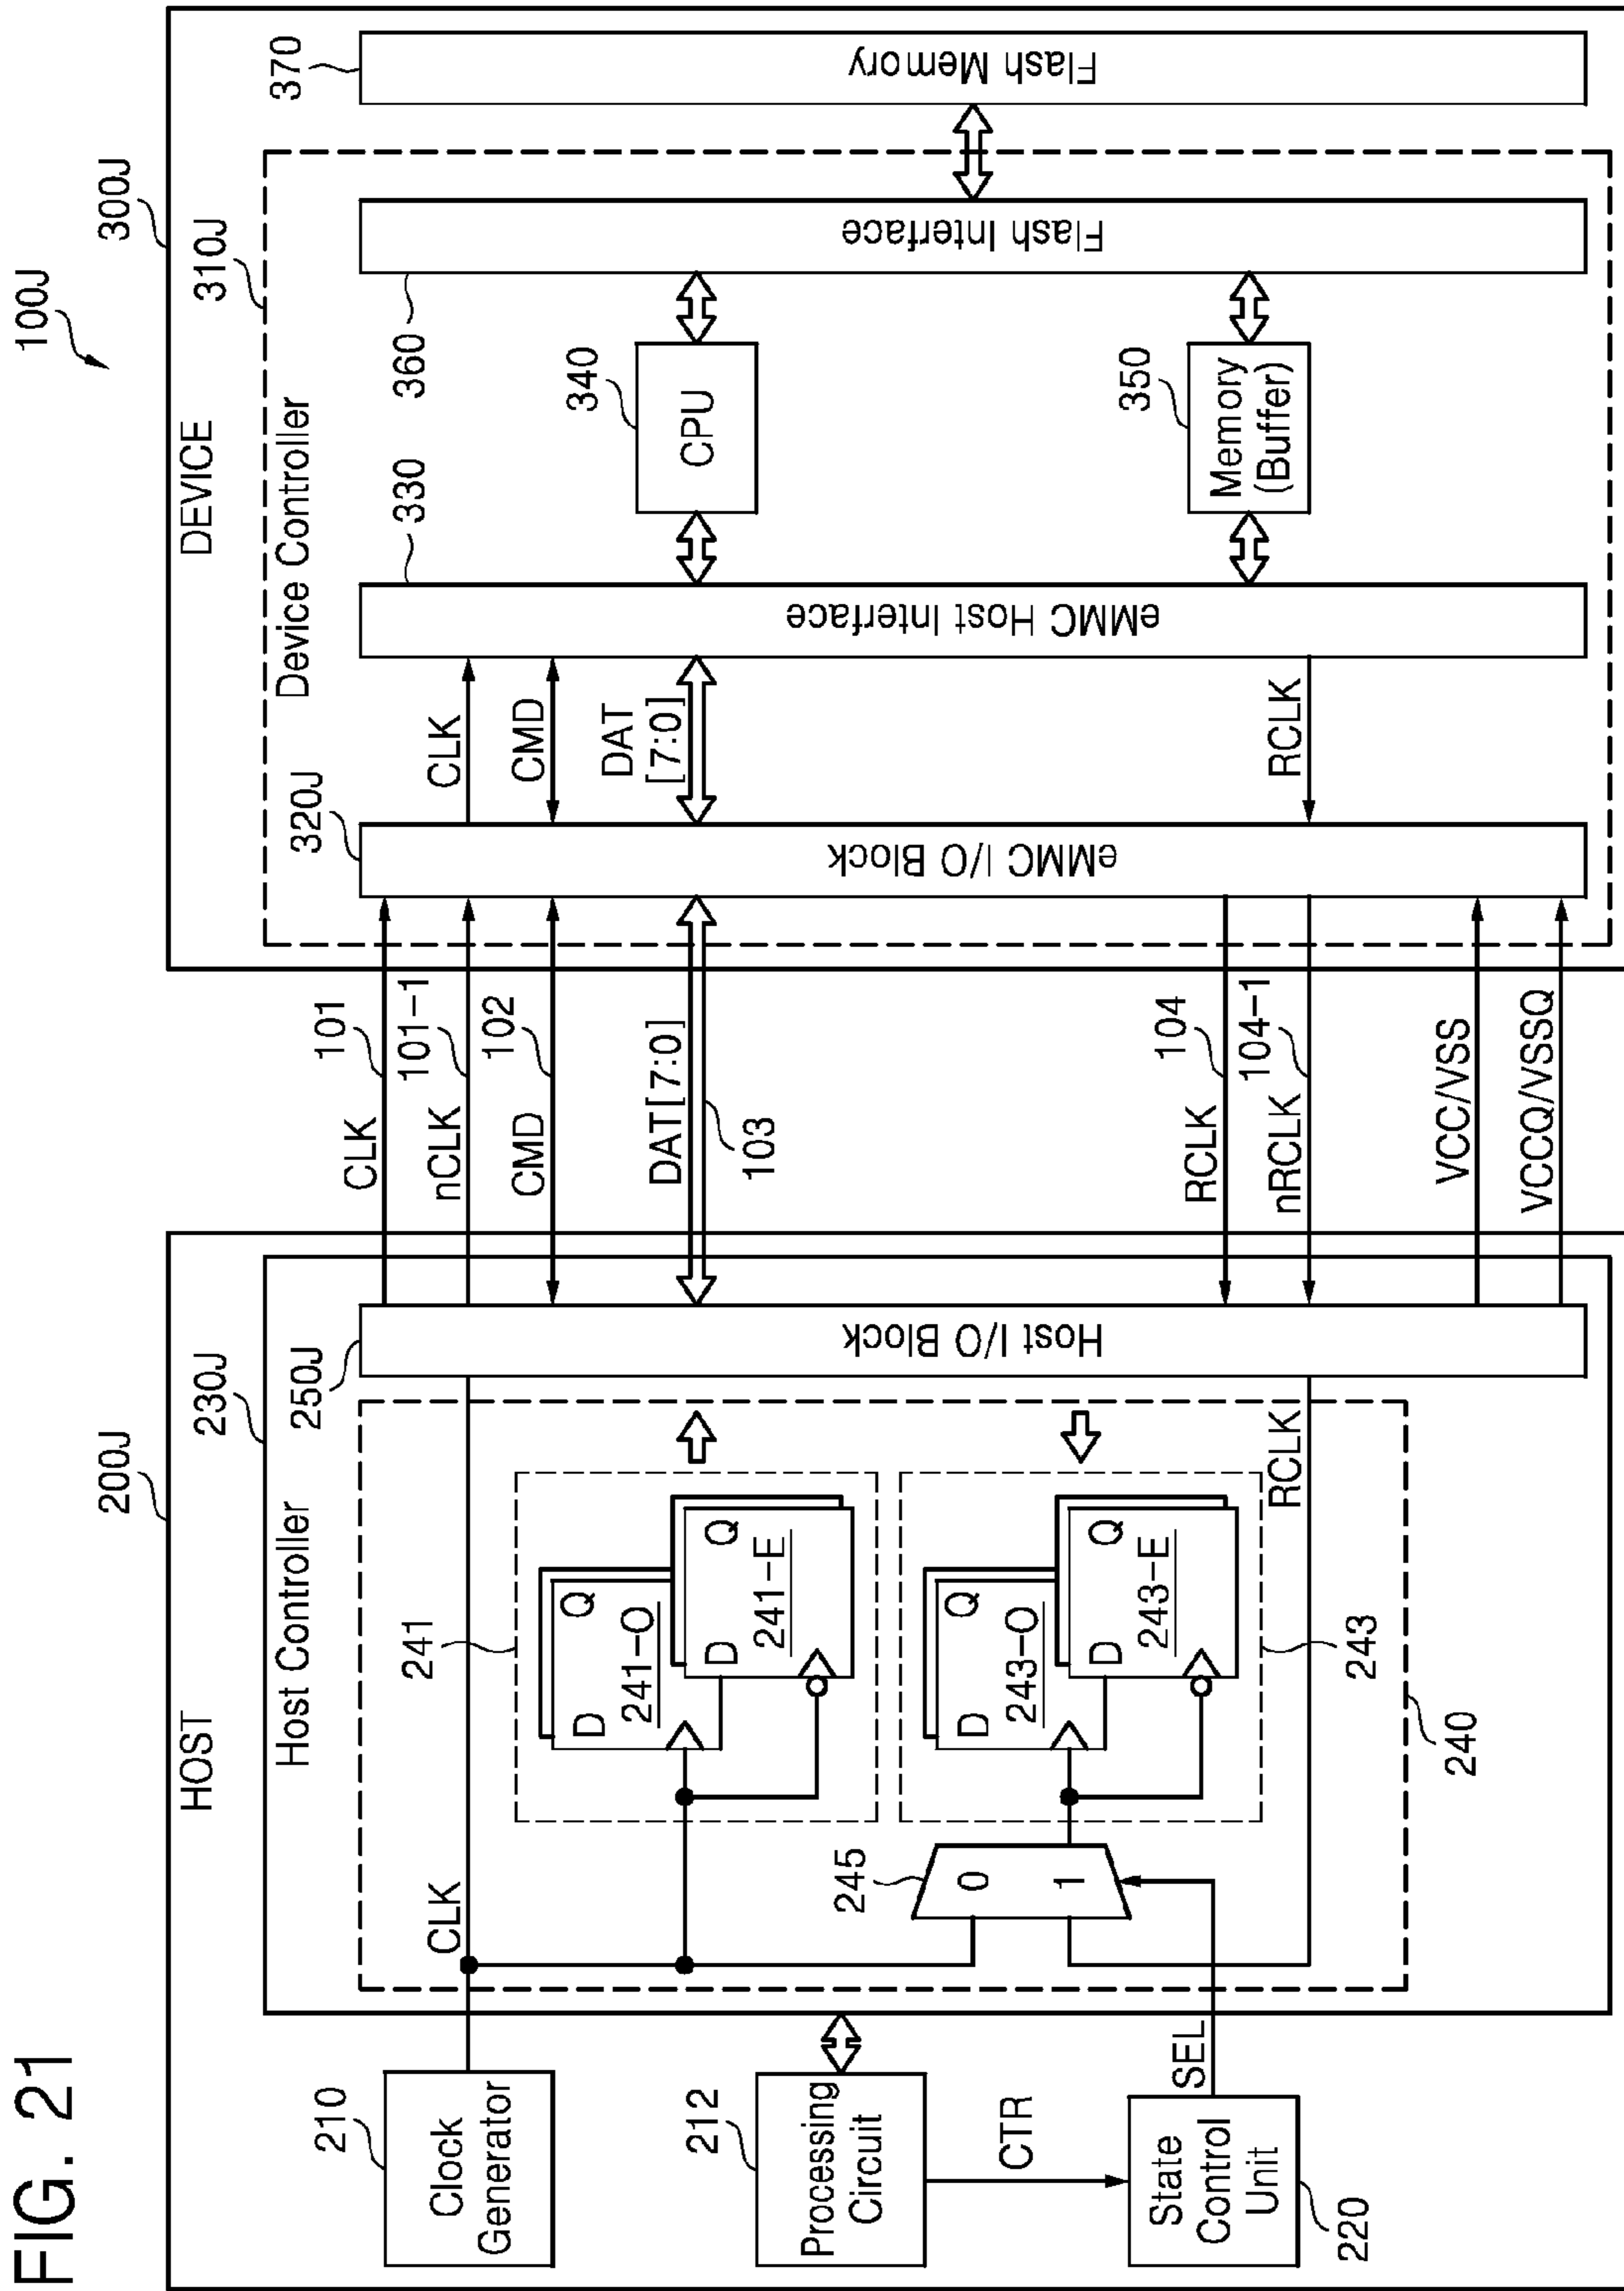 FIG. 21
100J
200J
HOST
210
Clock
Generator
212
Processing
Circuit
CTR
State
Control
Unit
220
SEL
230J
Host Controller
CLK
241
D
Q
241-O
D
Q
241-E
245
0
1
D
Q
243-O
D
Q
243-E
243
240
RCLK
250J
Host I/O Block
CLK
101
nCLK
101-1
CMD
102
DAT[7:0]
103
RCLK
104
nRCLK
104-1
VCC/VSS
VCCQ/VSSQ
300J
DEVICE
310J
Device Controller
320J
eMMC I/O Block
CLK
CMD
DAT
[7:0]
RCLK
330
eMMC Host Interface
340
CPU
350
Memory
(Buffer)
360
Flash Interface
370
Flash Memory